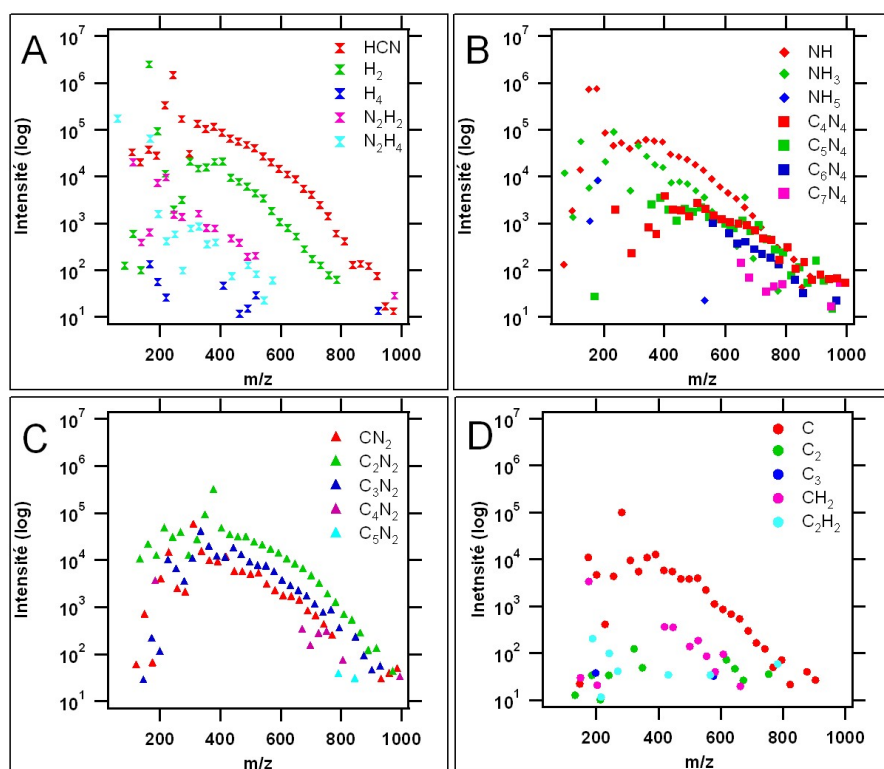 A
Intensité (log)
10⁷
10⁶
10⁵
10⁴
10³
10²
10¹
HCN
H₂
H₄
N₂H₂
N₂H₄
200 400 600 800 1000
m/z
B
Intensité (log)
10⁷
10⁶
10⁵
10⁴
10³
10²
10¹
NH
NH₃
NH₅
C₄N₄
C₅N₄
C₆N₄
C₇N₄
200 400 600 800 1000
m/z
C
Intensité (log)
10⁷
10⁶
10⁵
10⁴
10³
10²
10¹
CN₂
C₂N₂
C₃N₂
C₄N₂
C₅N₂
200 400 600 800 1000
m/z
D
Inetnsité (log)
10⁷
10⁶
10⁵
10⁴
10³
10²
10¹
C
C₂
C₃
CH₂
C₂H₂
200 400 600 800 1000
m/z